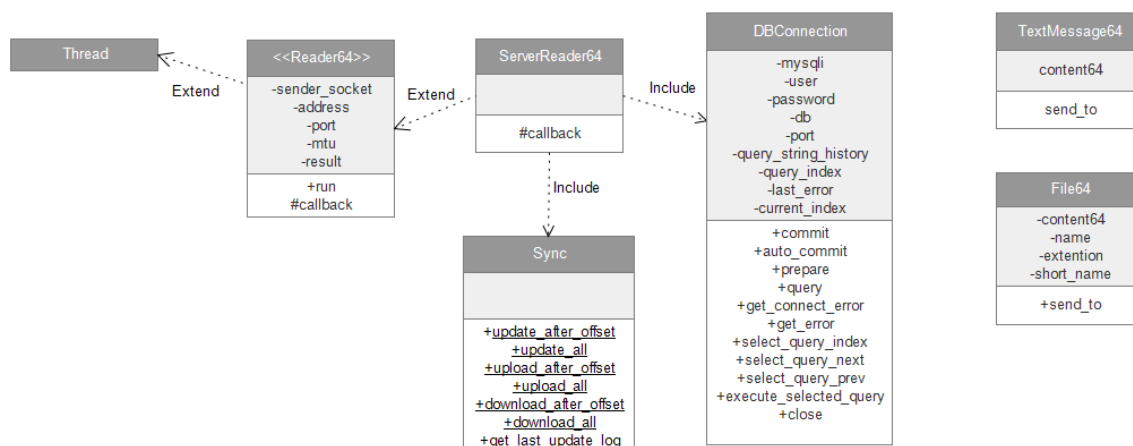 Thread
Extend
<<Reader64>>
-sender_socket
-address
-port
-mtu
-result
+run
#callback
Extend
ServerReader64
#callback
Include
Include
Sync
+update_after_offset
+update_all
+upload_after_offset
+upload_all
+download_after_offset
+download_all
+get_last_update_log
DBConnection
-mysqli
-user
-password
-db
-port
-query_string_history
-query_index
-last_error
-current_index
+commit
+auto_commit
+prepare
+query
+get_connect_error
+get_error
+select_query_index
+select_query_next
+select_query_prev
+execute_selected_query
+close
TextMessage64
content64
send_to
File64
-content64
-name
-extention
-short_name
+send_to